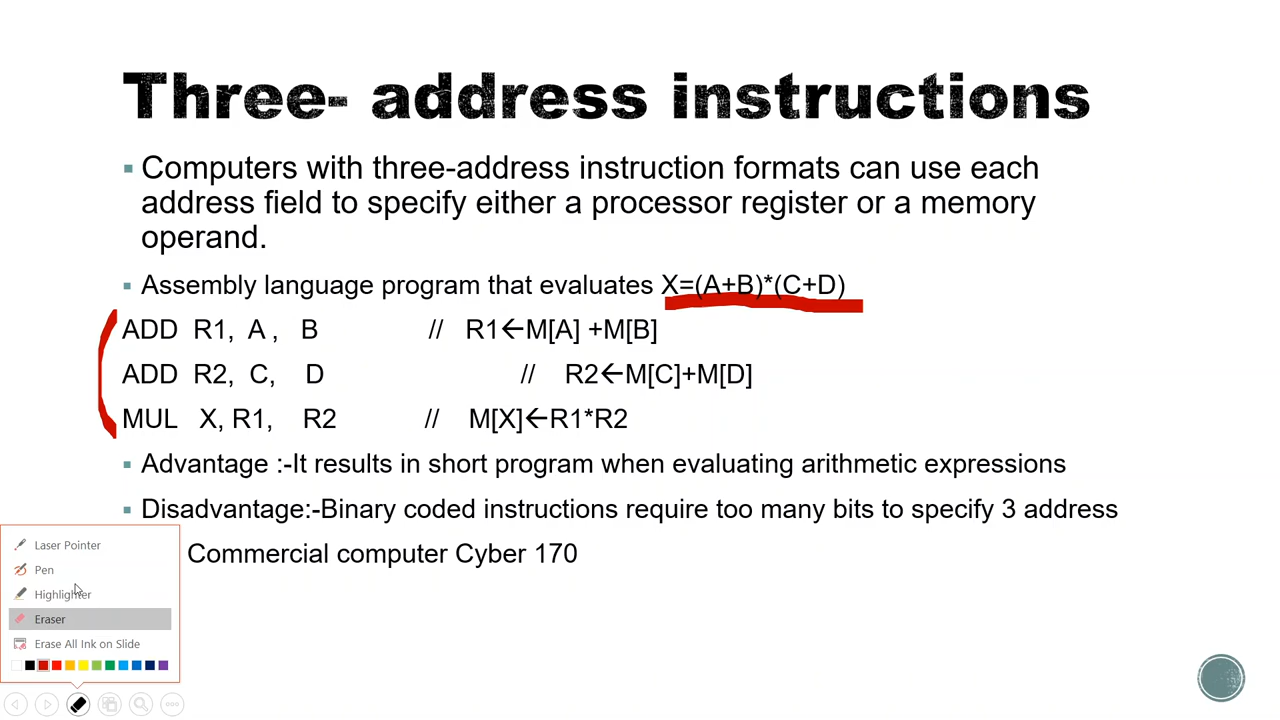 Three- address instructions
▪ Computers with three-address instruction formats can use each
address field to specify either a processor register or a memory
operand.
▪ Assembly language program that evaluates X=(A+B)*(C+D)
ADD R1, A , B // R1←M[A] +M[B]
ADD R2, C, D // R2←M[C]+M[D]
MUL X, R1, R2 // M[X]←R1*R2
▪ Advantage :-It results in short program when evaluating arithmetic expressions
▪ Disadvantage:-Binary coded instructions require too many bits to specify 3 address
Commercial computer Cyber 170
Laser Pointer
Pen
Highlighter
Eraser
Erase All Ink on Slide